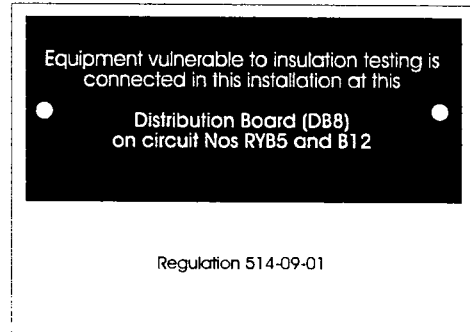 Equipment vulnerable to insulation testing is
connected in this installation at this
Distribution Board (DB8)
on circuit Nos RYB5 and B12
Regulation 514-09-01